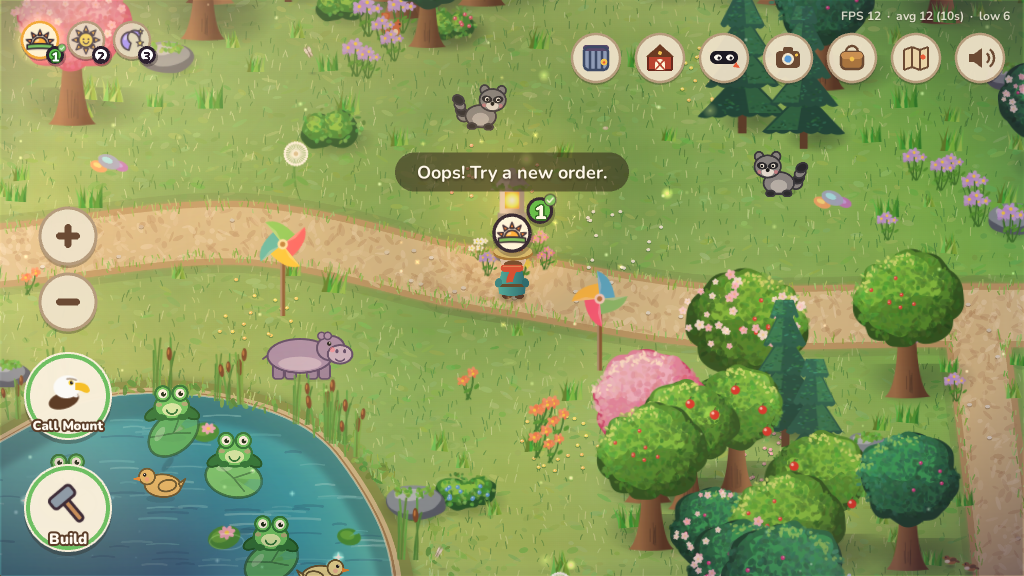 FPS 12 · avg 12 (10s) · low 6
1
2
3
Oops! Try a new order.
1
Call Mount
Build